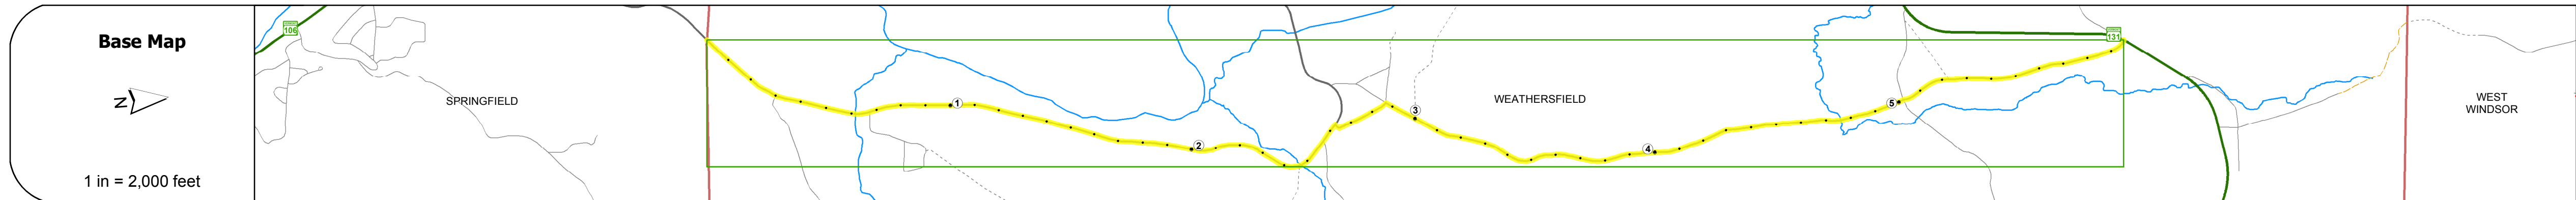 Base Map
N
1 in = 2,000 feet
106
SPRINGFIELD
1
2
3
WEATHERSFIELD
4
5
131
WEST
WINDSOR